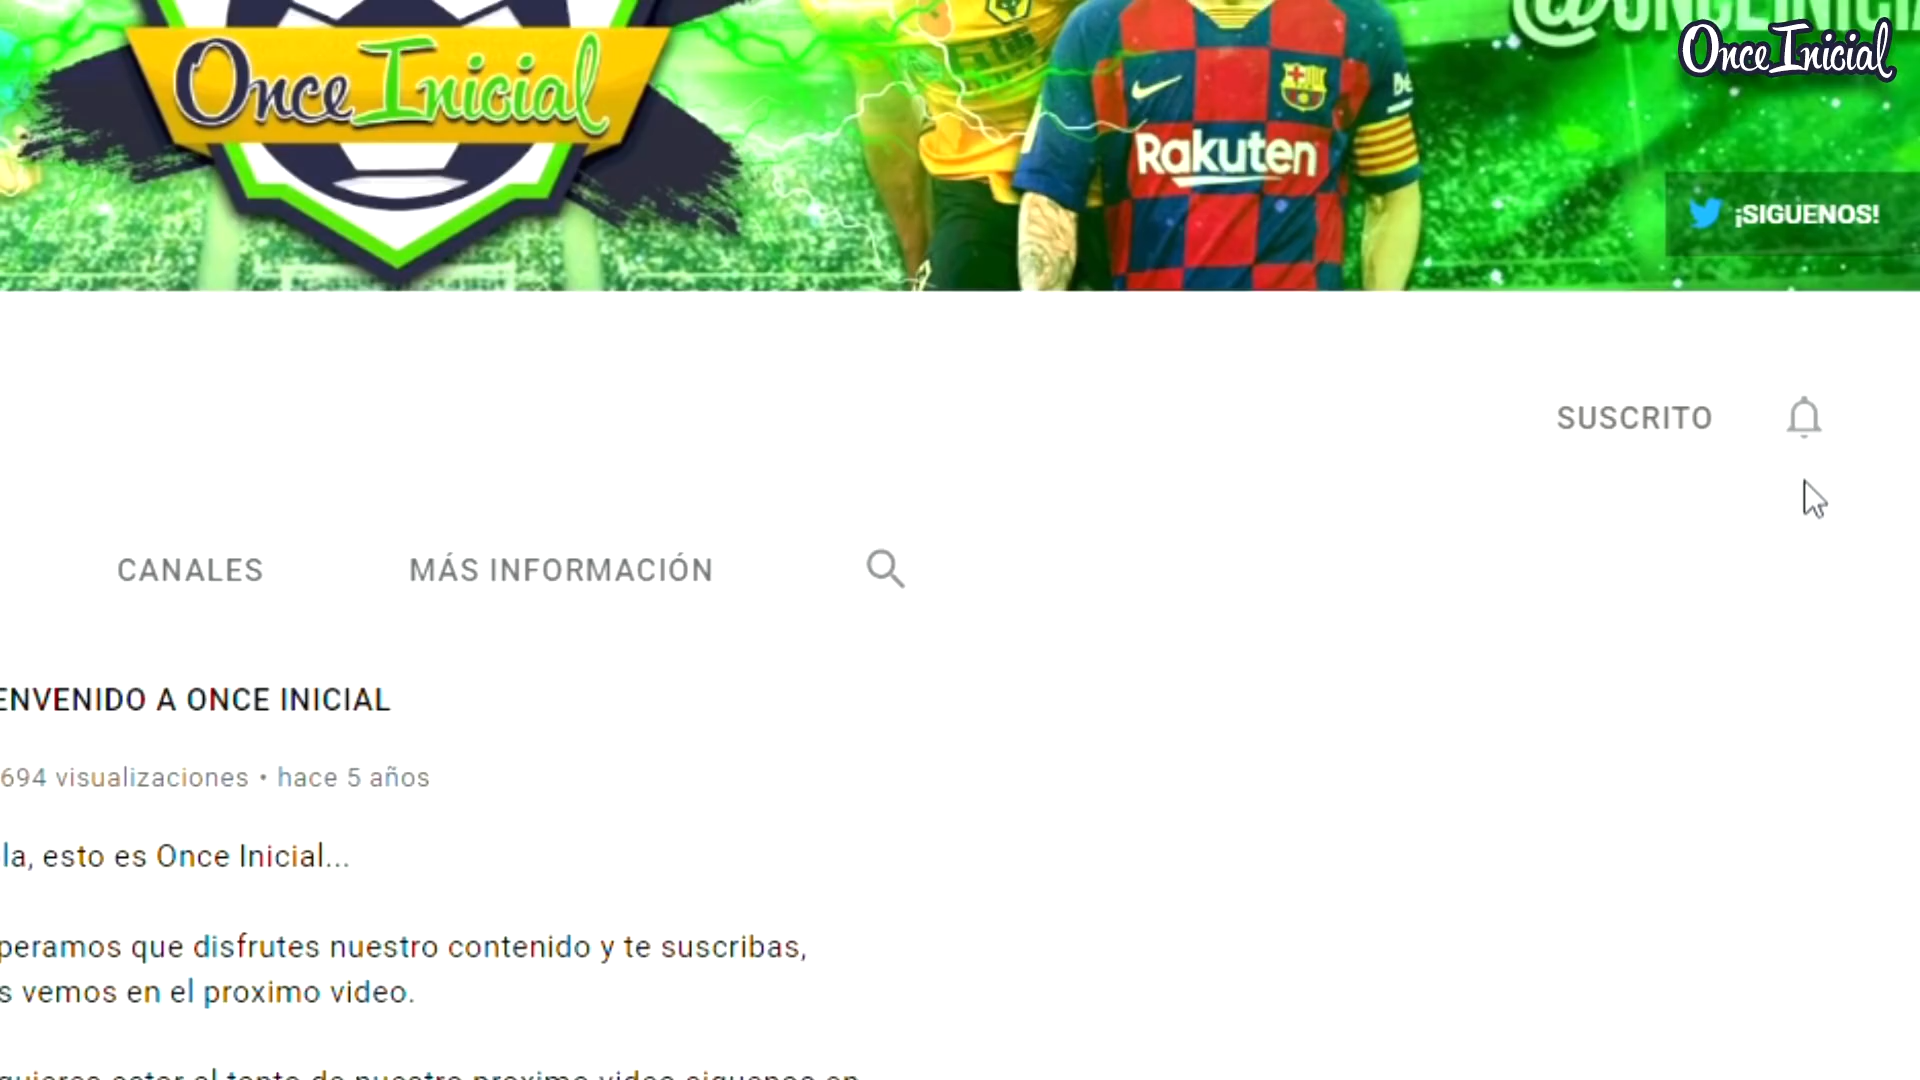 Once Inicial
Once Inicial
Rakuten
¡SIGUENOS!
SUSCRITO
CANALES
MÁS INFORMACIÓN
ENVENIDO A ONCE INICIAL
694 visualizaciones • hace 5 años
la, esto es Once Inicial...
peramos que disfrutes nuestro contenido y te suscribas,
s vemos en el proximo video.